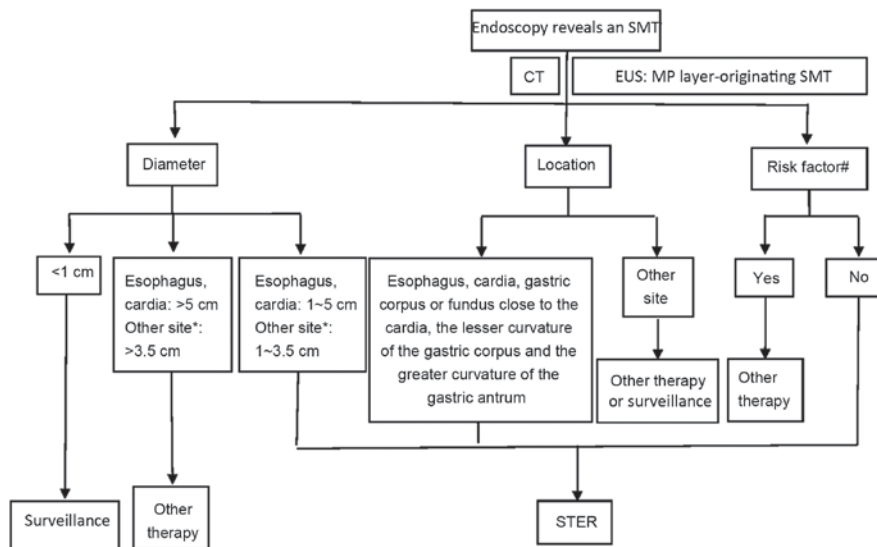 Endoscopy reveals an SMT
CT
EUS: MP layer-originating SMT
Diameter
Location
Risk factor#
<1 cm
Esophagus,
cardia: >5 cm
Other site*:
>3.5 cm
Esophagus,
cardia: 1~5 cm
Other site*:
1~3.5 cm
Esophagus, cardia, gastric
corpus or fundus close to the
cardia, the lesser curvature
of the gastric corpus and the
greater curvature of the
gastric antrum
Other
site
Yes
No
Other therapy
or surveillance
Other
therapy
Surveillance
Other
therapy
STER